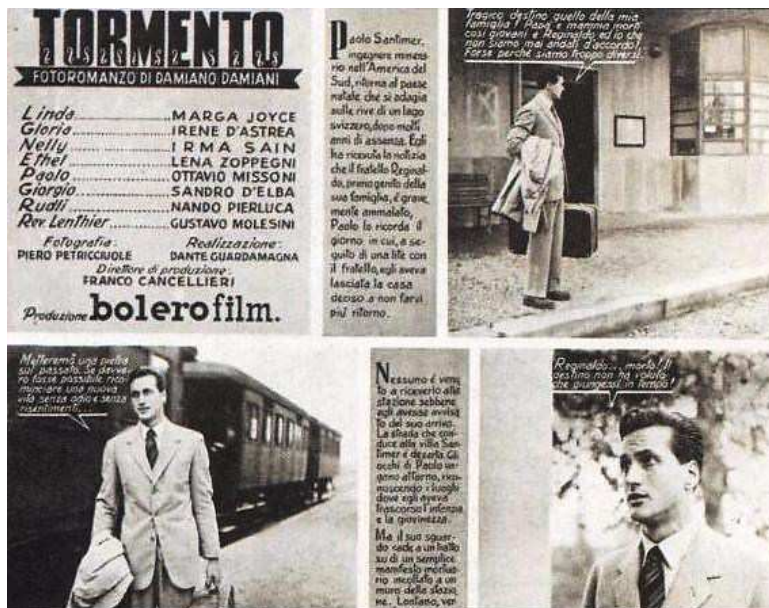 TORMENTO
FOTOROMANZO DI DAMIANO DAMIANI
Linda..............MARGA JOYCE
Gloria..............IRENE D'ASTREA
Nelly..............IRMA SAIN
Ethel..............LENA ZOPPEGNI
Paolo..............OTTAVIO MISSONI
Giorgio..............SANDRO D'ELBA
Rudli..............NANDO PIERLUCA
Rev Lenthier..............GUSTAVO MOLESINI
Fotografia:
PIERO PETRICCIUOLE
Realizzazione:
DANTE GUARDAMAGNA
Direttore di produzione:
FRANCO CANCELLIERI
Produzione bolerofilm.
Paolo Santimer,
ingegnere minera-
rio nell'America del
Sud, ritorna al paese
natale che si adagia
sulle rive di un lago
svizzero, dopo molti
anni di assenza. Egli
ha ricevuta la notizia
che il fratello Reginal-
do, primogenito della
sua famiglia, è grave-
mente ammalato,
Paolo la ricorda il
giorno in cui, a se-
guito di una lite con
il fratello, egli aveva
lasciata la casa
deciso a non farvi
più ritorno.
Tragico destino quello della mia
famiglia! Papà e mamma morti
così giovani e Reginaldo ed io che
non siamo mai andati d'accordo!
Forse perché siamo troppo diversi.
Metteremo una pietra
sul passato. Se davve-
ro fosse possibile rico-
minciare una nuova
vita senza odio e senza
risentimenti...
Nessuno è venu
to a riceverlo alla
stazione sebbene
egli avesse avvisa
to del suo arrivo.
La strada che con
duce alla villa San-
timer è deserta. Gli
occhi di Paolo va-
gano attorno, rico-
noscendo i luoghi
dove egli aveva
trascorso l'infanzia
e la giovinezza.
Ma il suo sguar-
do cade a un tratto
su di un semplice
manifesto mortua-
rio incollato a un
muro della stazio
ne. Lontano, ver
Reginaldo... morto! Il
destino non ha voluto
che giungessi in tempo!